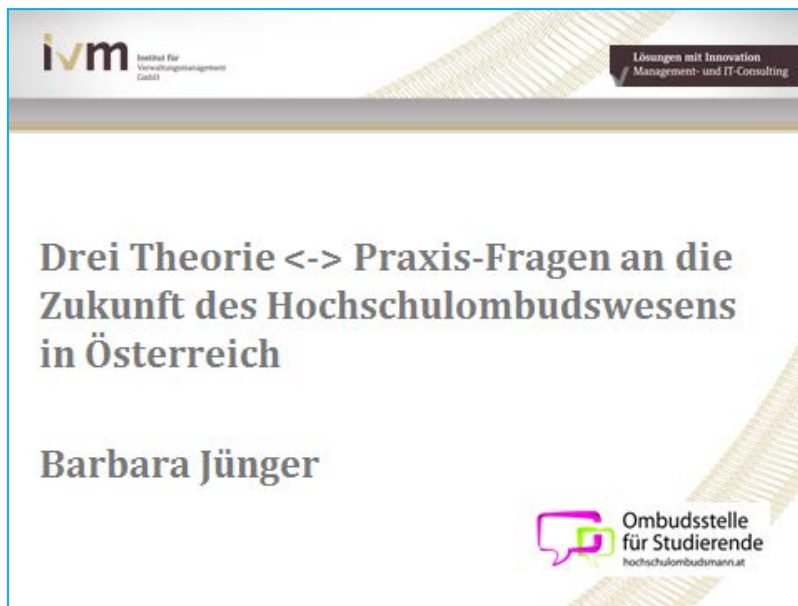 ivm
Institut für
Verwaltungsmanagement
GmbH
Lösungen mit Innovation
Management- und IT-Consulting
Drei Theorie <-> Praxis-Fragen an die
Zukunft des Hochschulombudswesens
in Österreich
Barbara Jünger
Ombudsstelle
für Studierende
hochschulombudsmann.at